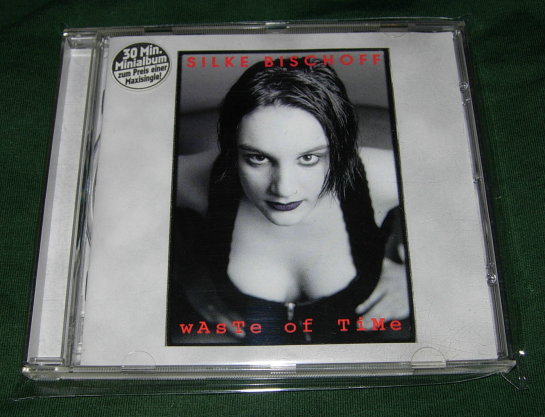 30 Min.
Minialbum
zum Preis einer
Maxisingle!
SILKE BISCHOFF
wAsTe of TiMe